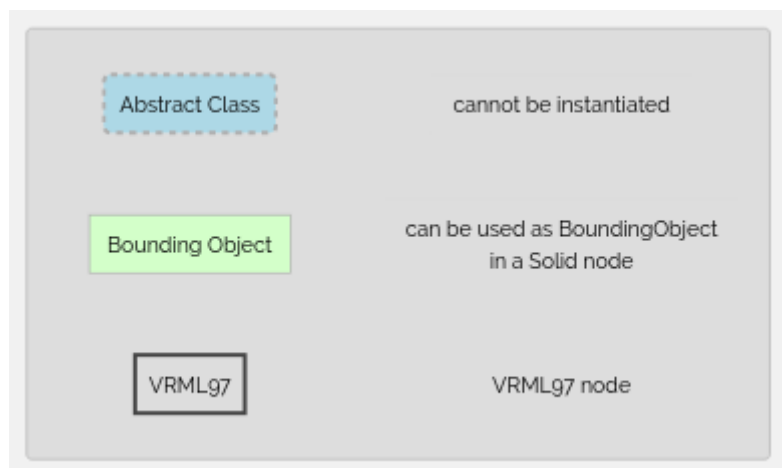 Abstract Class
cannot be instantiated
Bounding Object
can be used as BoundingObject
in a Solid node
VRML97
VRML97 node